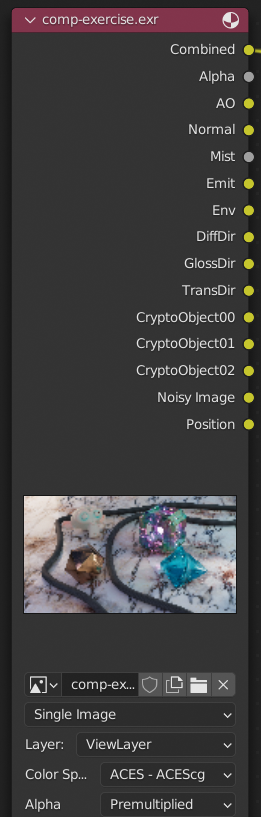 comp-exercise.exr
Combined
Alpha
AO
Normal
Mist
Emit
Env
DiffDir
GlossDir
TransDir
CryptoObject00
CryptoObject01
CryptoObject02
Noisy Image
Position
comp-ex...
Single Image
Layer: ViewLayer
Color Sp... ACES - ACEScg
Alpha Premultiplied